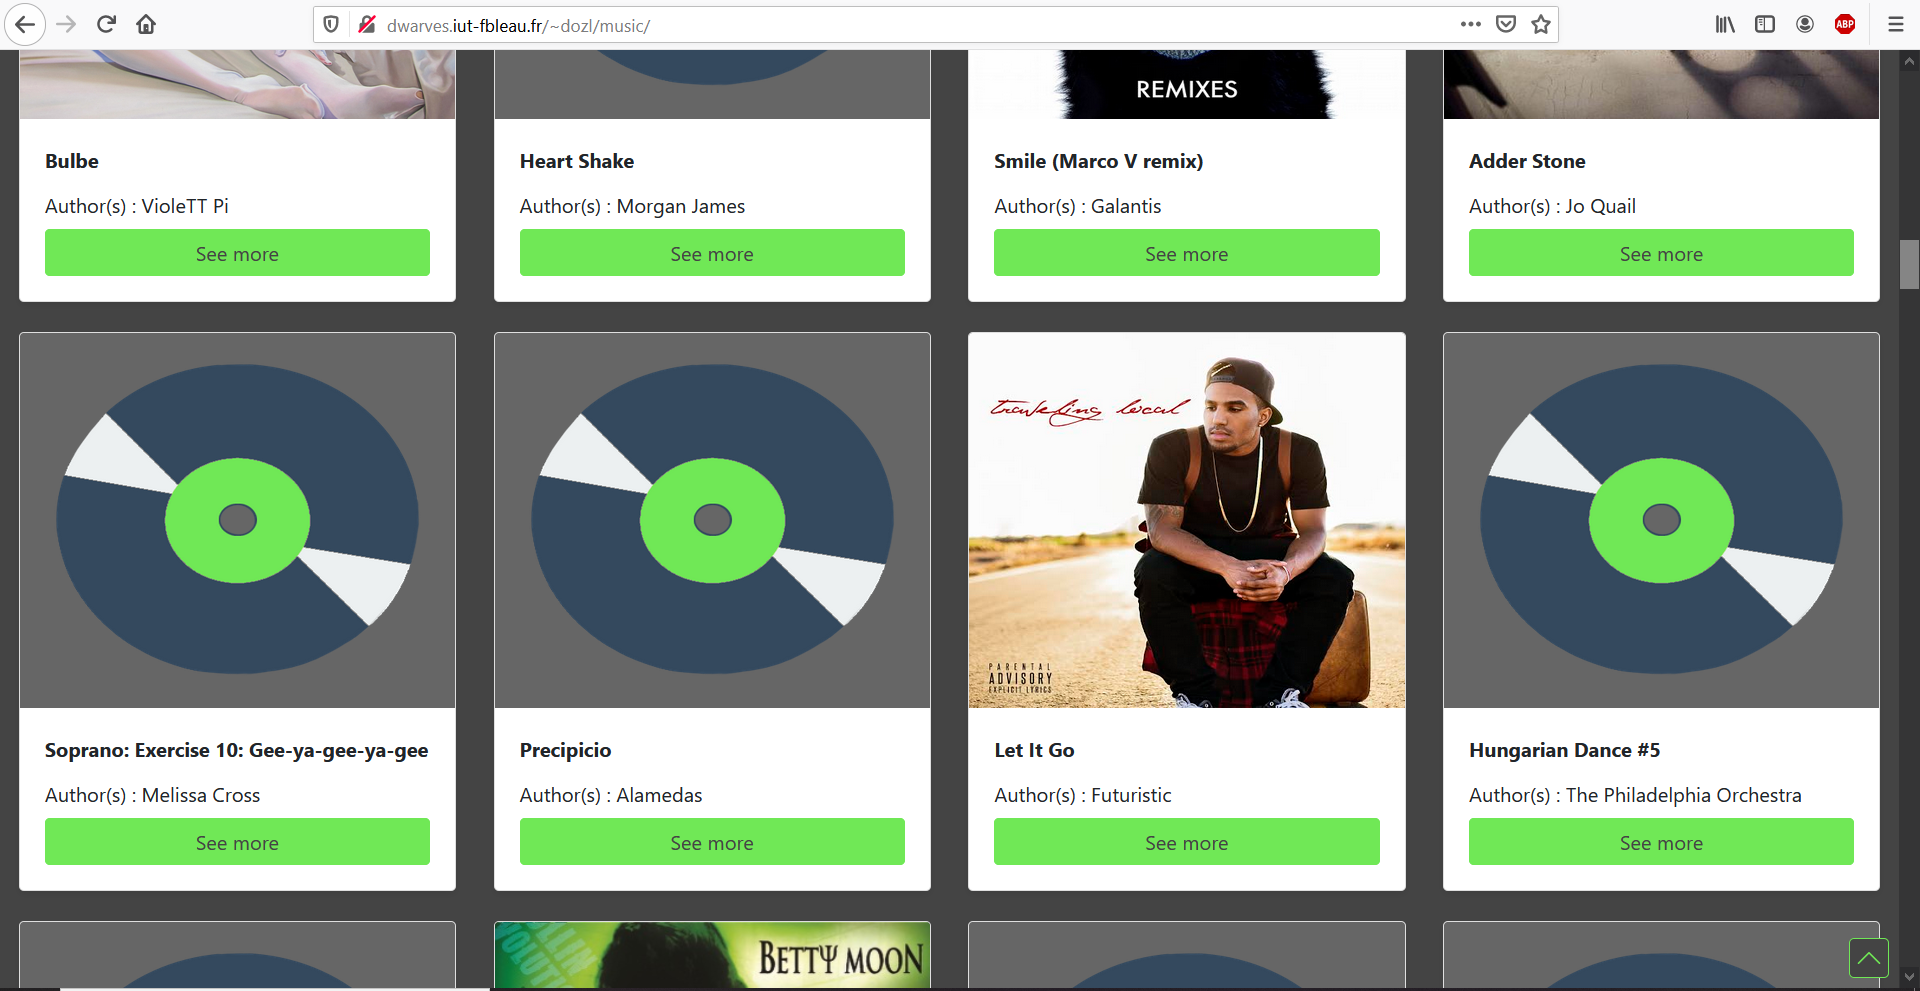 dwarves.iut-fbleau.fr/~dozl/music/
ABP
REMIXES
Bulbe
Author(s) : VioleTT Pi
See more
Heart Shake
Author(s) : Morgan James
See more
Smile (Marco V remix)
Author(s) : Galantis
See more
Adder Stone
Author(s) : Jo Quail
See more
traveling local
PARENTAL
ADVISORY
EXPLICIT LYRICS
Soprano: Exercise 10: Gee-ya-gee-ya-gee
Author(s) : Melissa Cross
See more
Precipicio
Author(s) : Alamedas
See more
Let It Go
Author(s) : Futuristic
See more
Hungarian Dance #5
Author(s) : The Philadelphia Orchestra
See more
BETTY MOON